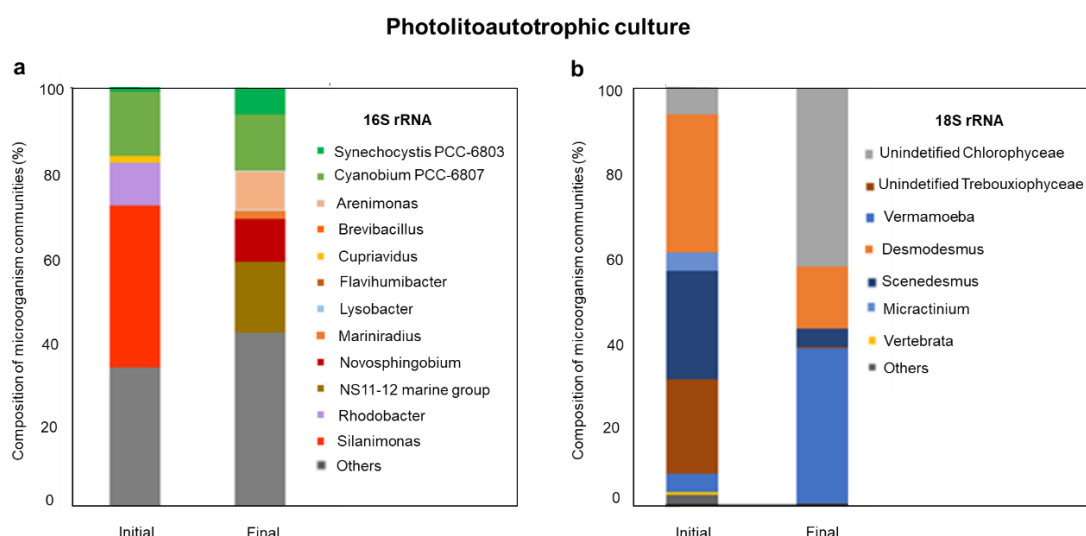 Photolitoautotrophic culture
a
Composition of microorganism communities (%)
100
80
60
40
20
0
Initial
Final
16S rRNA
Synechocystis PCC-6803
Cyanobium PCC-6807
Arenimonas
Brevibacillus
Cupriavidus
Flavihumibacter
Lysobacter
Mariniradius
Novosphingobium
NS11-12 marine group
Rhodobacter
Silanimonas
Others
b
Composition of microorganism communities (%)
100
80
60
40
20
0
Initial
Final
18S rRNA
Unindetified Chlorophyceae
Unindetified Trebouxiophyceae
Vermamoeba
Desmodesmus
Scenedesmus
Micractinium
Vertebrata
Others